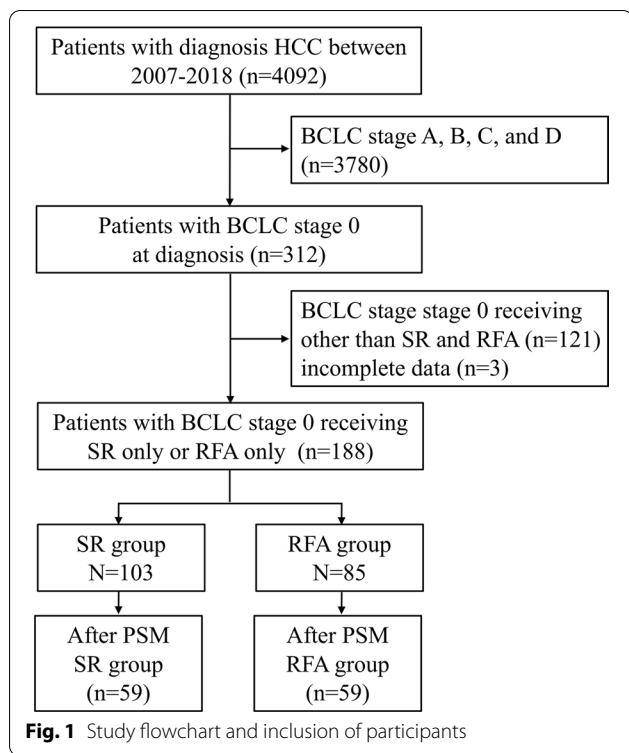 Patients with diagnosis HCC between
2007-2018 (n=4092)
BCLC stage A, B, C, and D
(n=3780)
Patients with BCLC stage 0
at diagnosis (n=312)
BCLC stage stage 0 receiving
other than SR and RFA (n=121)
incomplete data (n=3)
Patients with BCLC stage 0 receiving
SR only or RFA only (n=188)
SR group
N=103
RFA group
N=85
After PSM
SR group
(n=59)
After PSM
RFA group
(n=59)
Fig. 1 Study flowchart and inclusion of participants